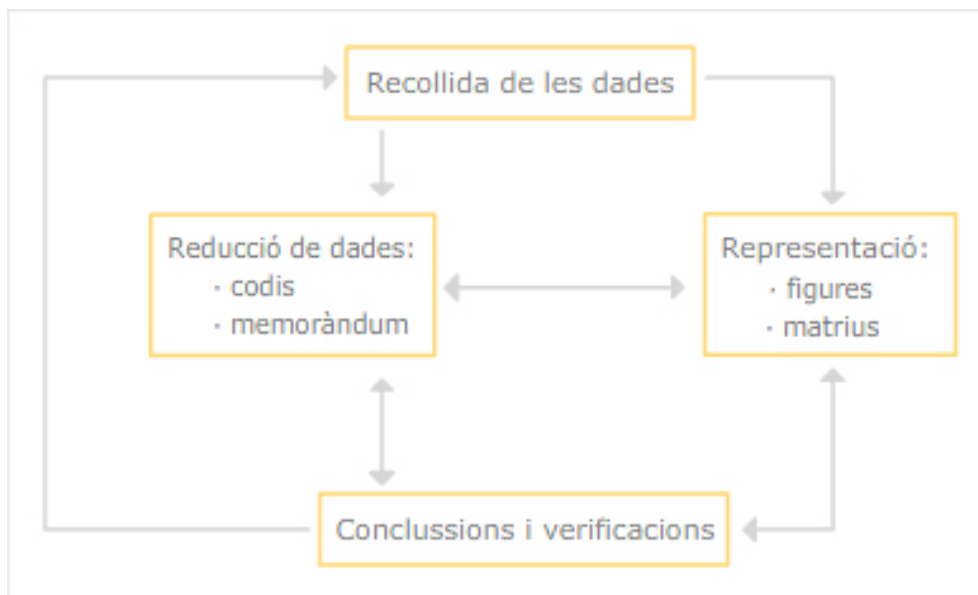 Recollida de les dades
Reducció de dades:
· codis
· memoràndum
Representació:
· figures
· matrius
Conclussions i verificacions